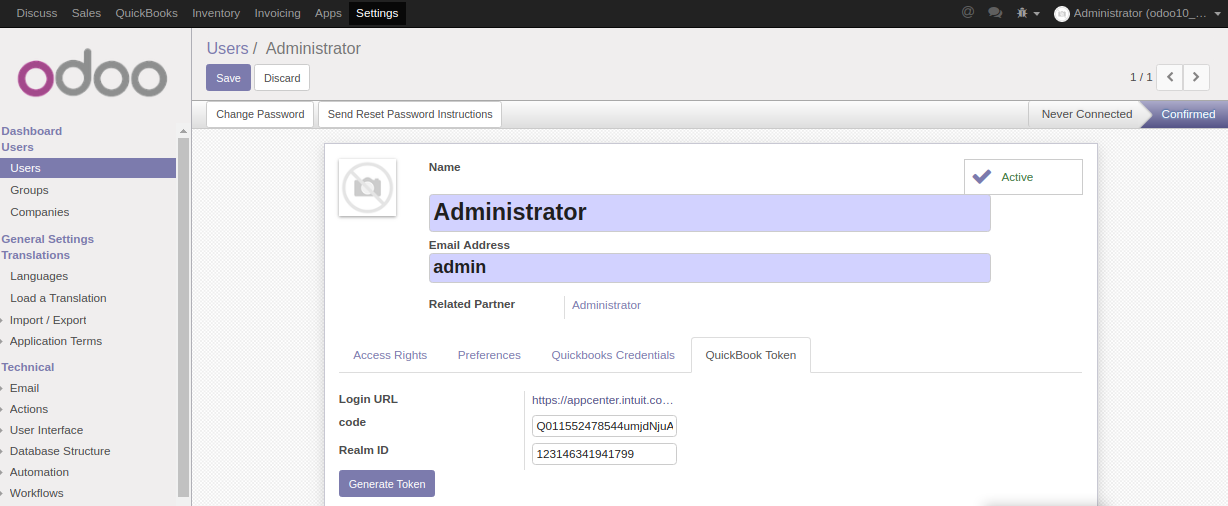 Discuss Sales QuickBooks Inventory Invoicing Apps Settings @ Administrator (odoo10_...
odoo
Users / Administrator
Save Discard
1 / 1
Change Password Send Reset Password Instructions Never Connected Confirmed
Dashboard
Users
Users
Groups
Companies
General Settings
Translations
Languages
Load a Translation
Import / Export
Application Terms
Technical
Email
Actions
User Interface
Database Structure
Automation
Workflows
Name
Active
Administrator
Email Address
admin
Related Partner Administrator
Access Rights Preferences Quickbooks Credentials QuickBook Token
Login URL https://appcenter.intuit.co...
code Q011552478544umjdNjuA
Realm ID 123146341941799
Generate Token